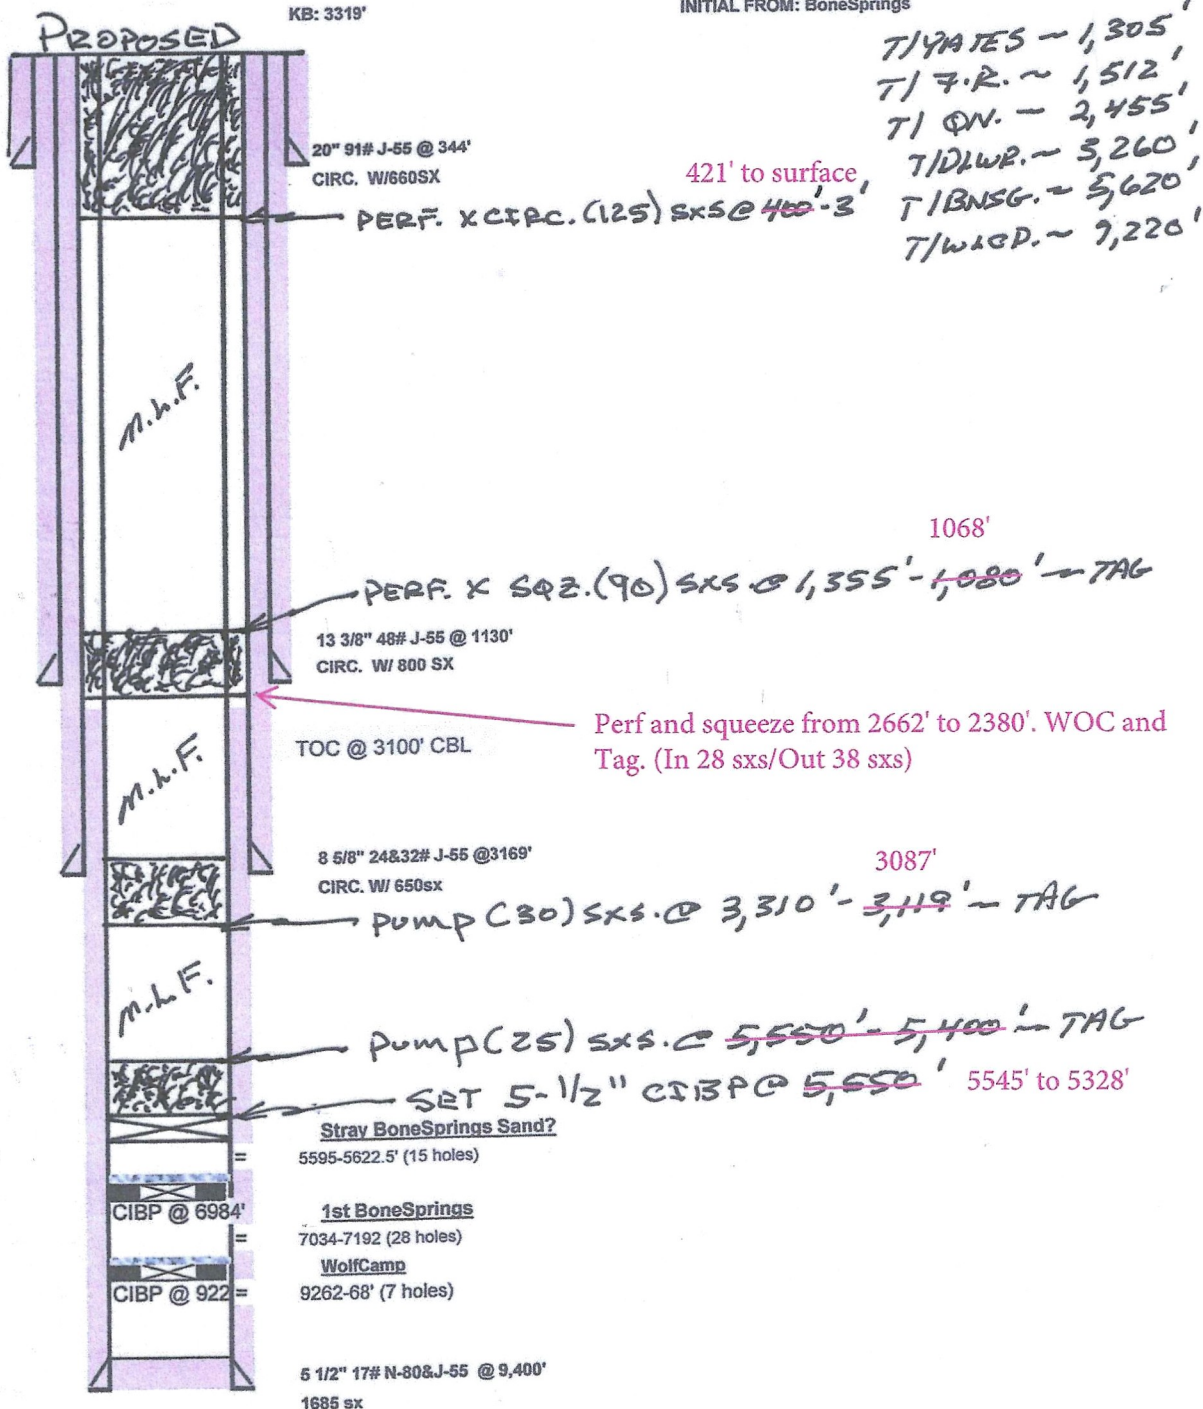 KB: 3319'
INITIAL FROM: BoneSprings
PROPOSED
T/YATES ~ 1,305'
T/ 7.R. ~ 1,512'
T/ QN. ~ 2,455'
T/DLWR. ~ 3,260'
T/BNSG. ~ 5,620'
T/WLCP. ~ 9,220'
20" 91# J-55 @ 344'
CIRC. W/660SX
421' to surface
PERF. X CIRC. (125) SXS @ 400'-3'
M.L.F.
1068'
PERF. X SQZ. (90) SXS @ 1,355'-1,080' ~ TAG
13 3/8" 48# J-55 @ 1130'
CIRC. W/ 800 SX
Perf and squeeze from 2662' to 2380'. WOC and
Tag. (In 28 sxs/Out 38 sxs)
TOC @ 3100' CBL
M.L.F.
8 5/8" 24&32# J-55 @3169'
CIRC. W/ 650sx
3087'
PUMP (30) SXS. @ 3,310'-3,119' ~ TAG
M.L.F.
PUMP (25) SXS. @ 5,550'-5,400' ~ TAG
SET 5-1/2" CIBP @ 5,550' 5545' to 5328'
Stray BoneSprings Sand?
= 5595-5622.5' (15 holes)
CIBP @ 6984' 1st BoneSprings
= 7034-7192 (28 holes)
WolfCamp
CIBP @ 922 = 9262-68' (7 holes)
5 1/2" 17# N-80&J-55 @ 9,400'
1685 sx